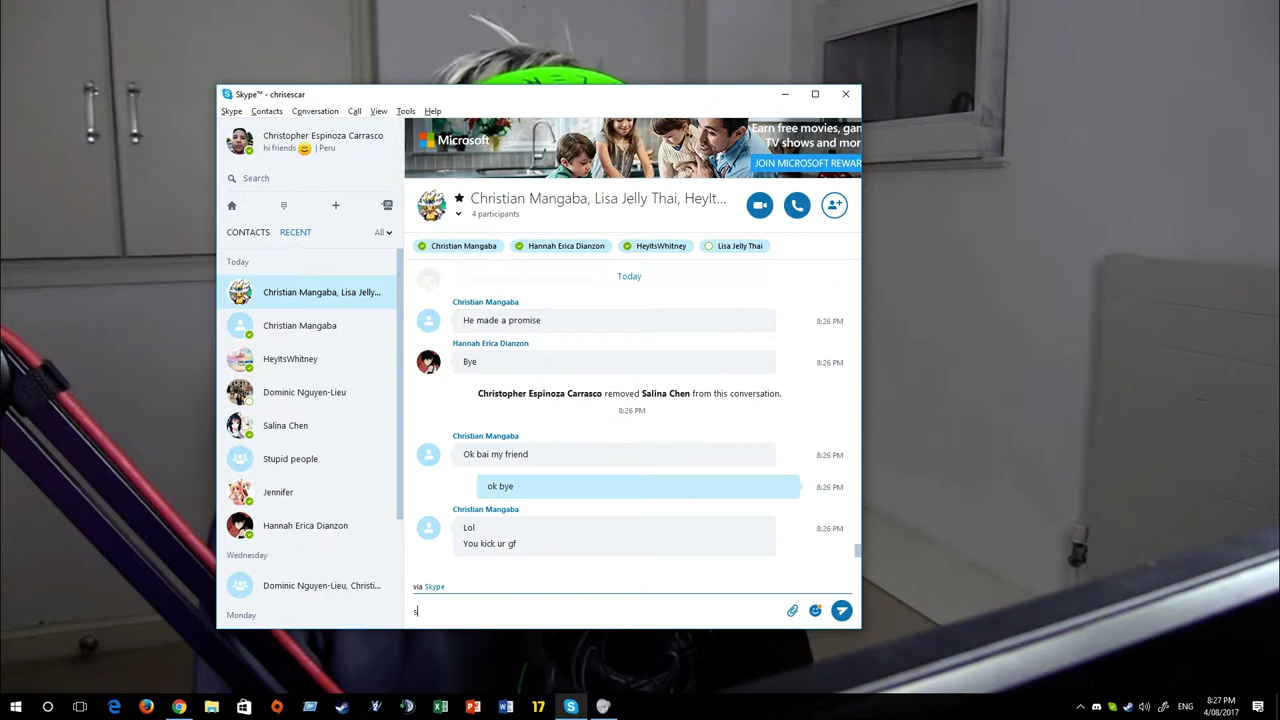 Skype™ - chrisescar
Skype Contacts Conversation Call View Tools Help
Christopher Espinoza Carrasco
hi friends | Peru
Search
CONTACTS RECENT All
Today
Christian Mangaba, Lisa Jelly...
Christian Mangaba
HeyItsWhitney
Dominic Nguyen-Lieu
Salina Chen
Stupid people
Jennifer
Hannah Erica Dianzon
Wednesday
Dominic Nguyen-Lieu, Christi...
Monday
Microsoft
Earn free movies, gam
TV shows and more
JOIN MICROSOFT REWAR
Christian Mangaba, Lisa Jelly Thai, HeyIt...
4 participants
Christian Mangaba Hannah Erica Dianzon HeyItsWhitney Lisa Jelly Thai
Today
Christian Mangaba
He made a promise 8:26 PM
Hannah Erica Dianzon
Bye 8:26 PM
Christopher Espinoza Carrasco removed Salina Chen from this conversation.
8:26 PM
Christian Mangaba
Ok bai my friend 8:26 PM
ok bye 8:26 PM
Christian Mangaba
Lol 8:26 PM
You kick ur gf
via Skype
s
17
ENG
8:27 PM
4/08/2017